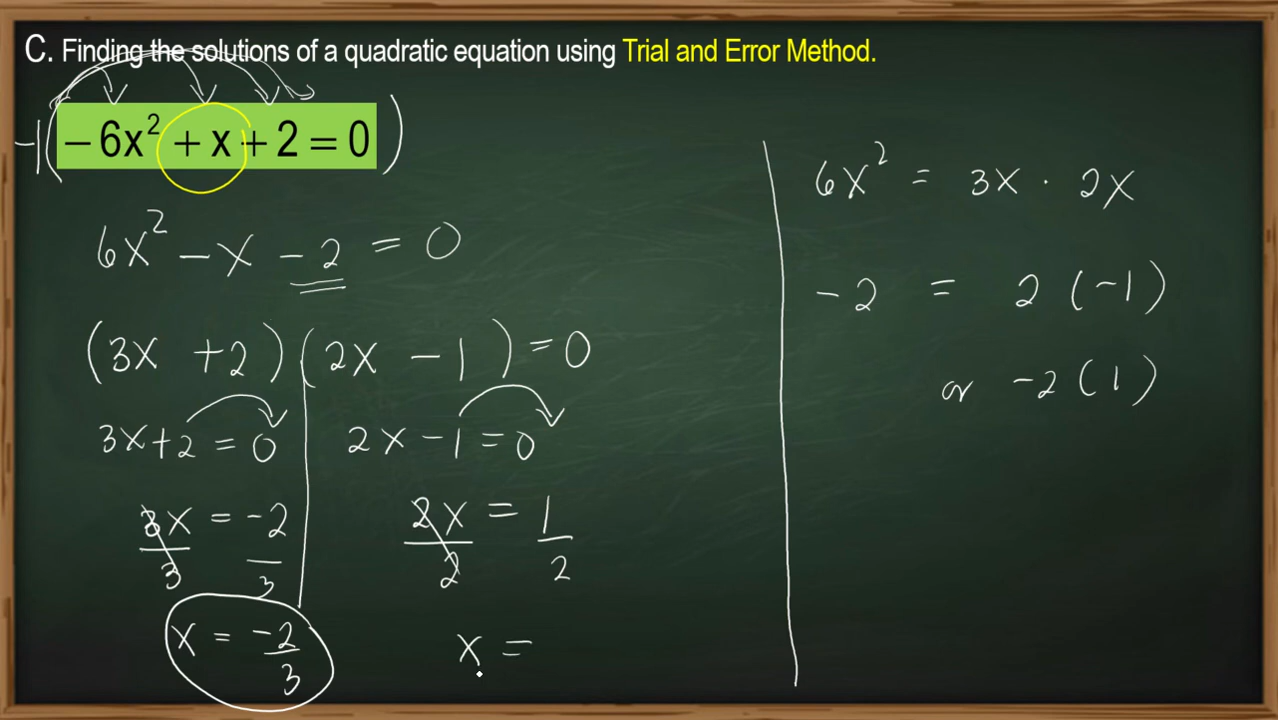 C. Finding the solutions of a quadratic equation using Trial and Error Method.
-1(− 6x² + x + 2 = 0)
6x² - x - 2 = 0
(3x + 2)(2x - 1) = 0
3x + 2 = 0
2x - 1 = 0
3x/3 = -2/3
2x/2 = 1/2
x = -2/3
x =
6x² = 3x · 2x
-2 = 2 (-1)
or -2 (1)